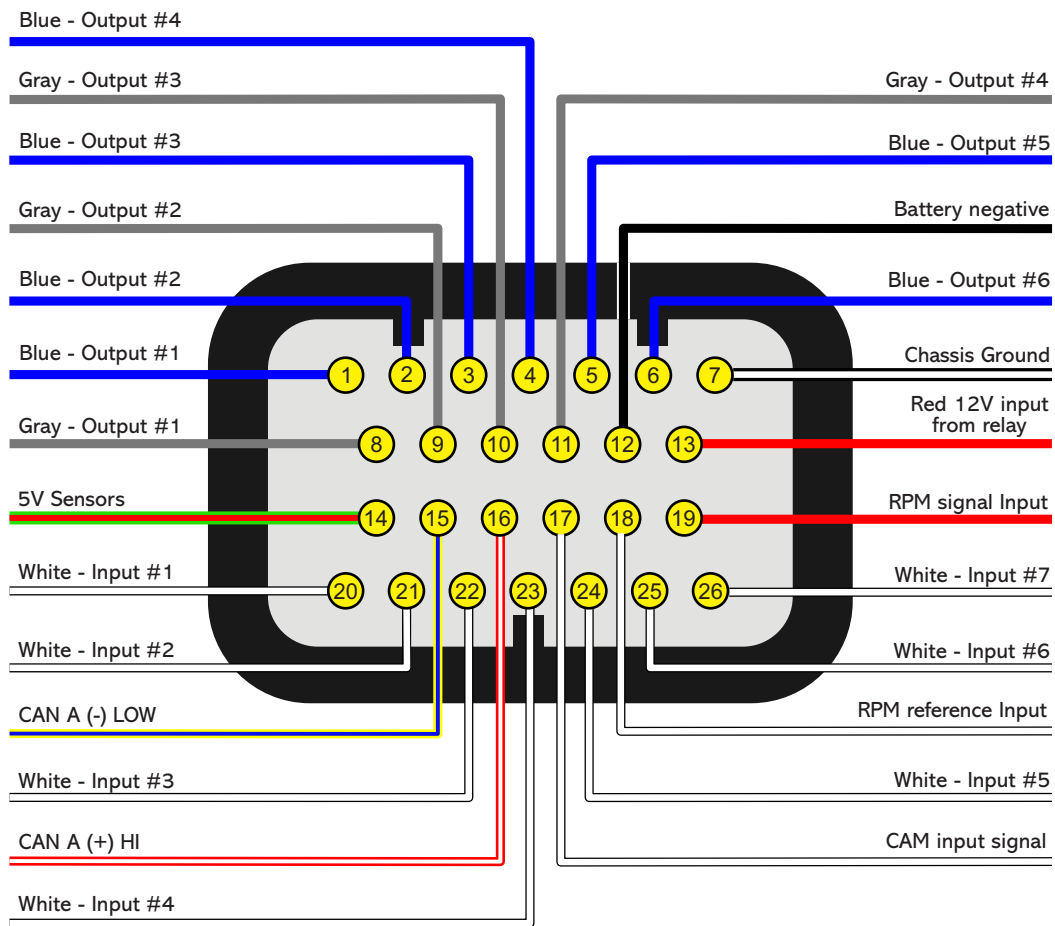 Blue - Output #4
Gray - Output #3
Gray - Output #4
Blue - Output #3
Blue - Output #5
Gray - Output #2
Battery negative
Blue - Output #2
Blue - Output #6
Blue - Output #1
Chassis Ground
1
2
3
4
5
6
7
Red 12V input
from relay
Gray - Output #1
8
9
10
11
12
13
5V Sensors
RPM signal Input
14
15
16
17
18
19
White - Input #1
White - Input #7
20
21
22
23
24
25
26
White - Input #2
White - Input #6
CAN A (-) LOW
RPM reference Input
White - Input #3
White - Input #5
CAN A (+) HI
CAM input signal
White - Input #4